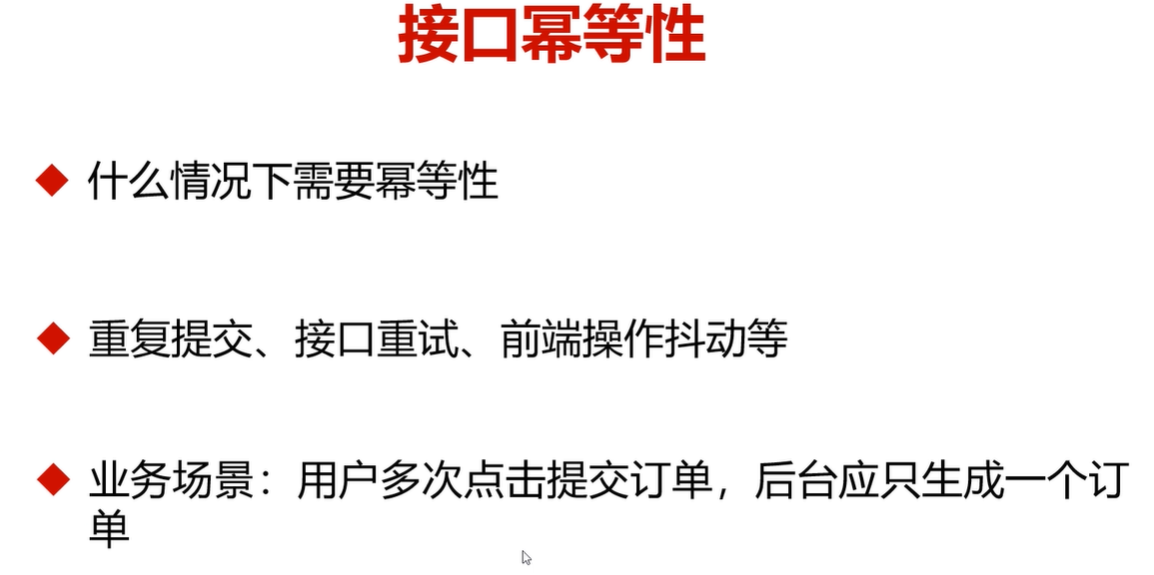 接口幂等性
什么情况下需要幂等性
重复提交、接口重试、前端操作抖动等
业务场景：用户多次点击提交订单，后台应只生成一个订
单